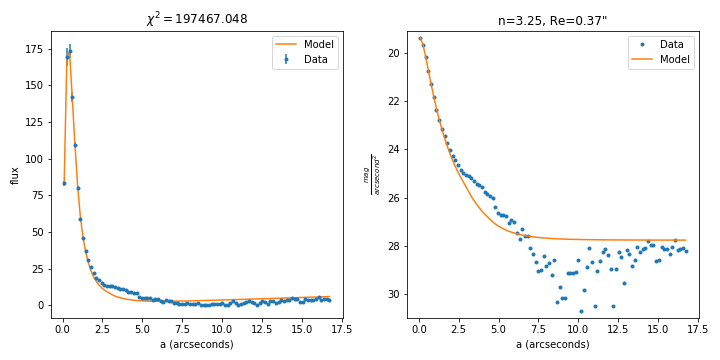 χ² = 197467.048
n=3.25, Re=0.37"
175
150
125
100
75
50
25
0
flux
0.0 2.5 5.0 7.5 10.0 12.5 15.0 17.5
a (arcseconds)
Model
Data
20
22
24
26
28
30
mag
arcsecond²
0.0 2.5 5.0 7.5 10.0 12.5 15.0 17.5
a (arcseconds)
Data
Model